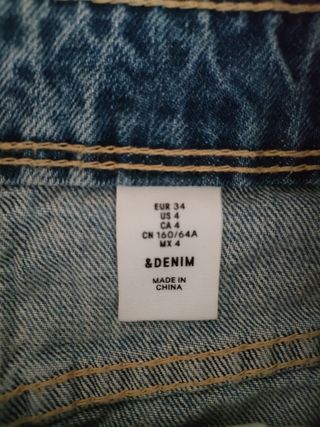 EUR 34
US 4
CA 4
CN 160/64A
MX 4
&DENIM
MADE IN
CHINA